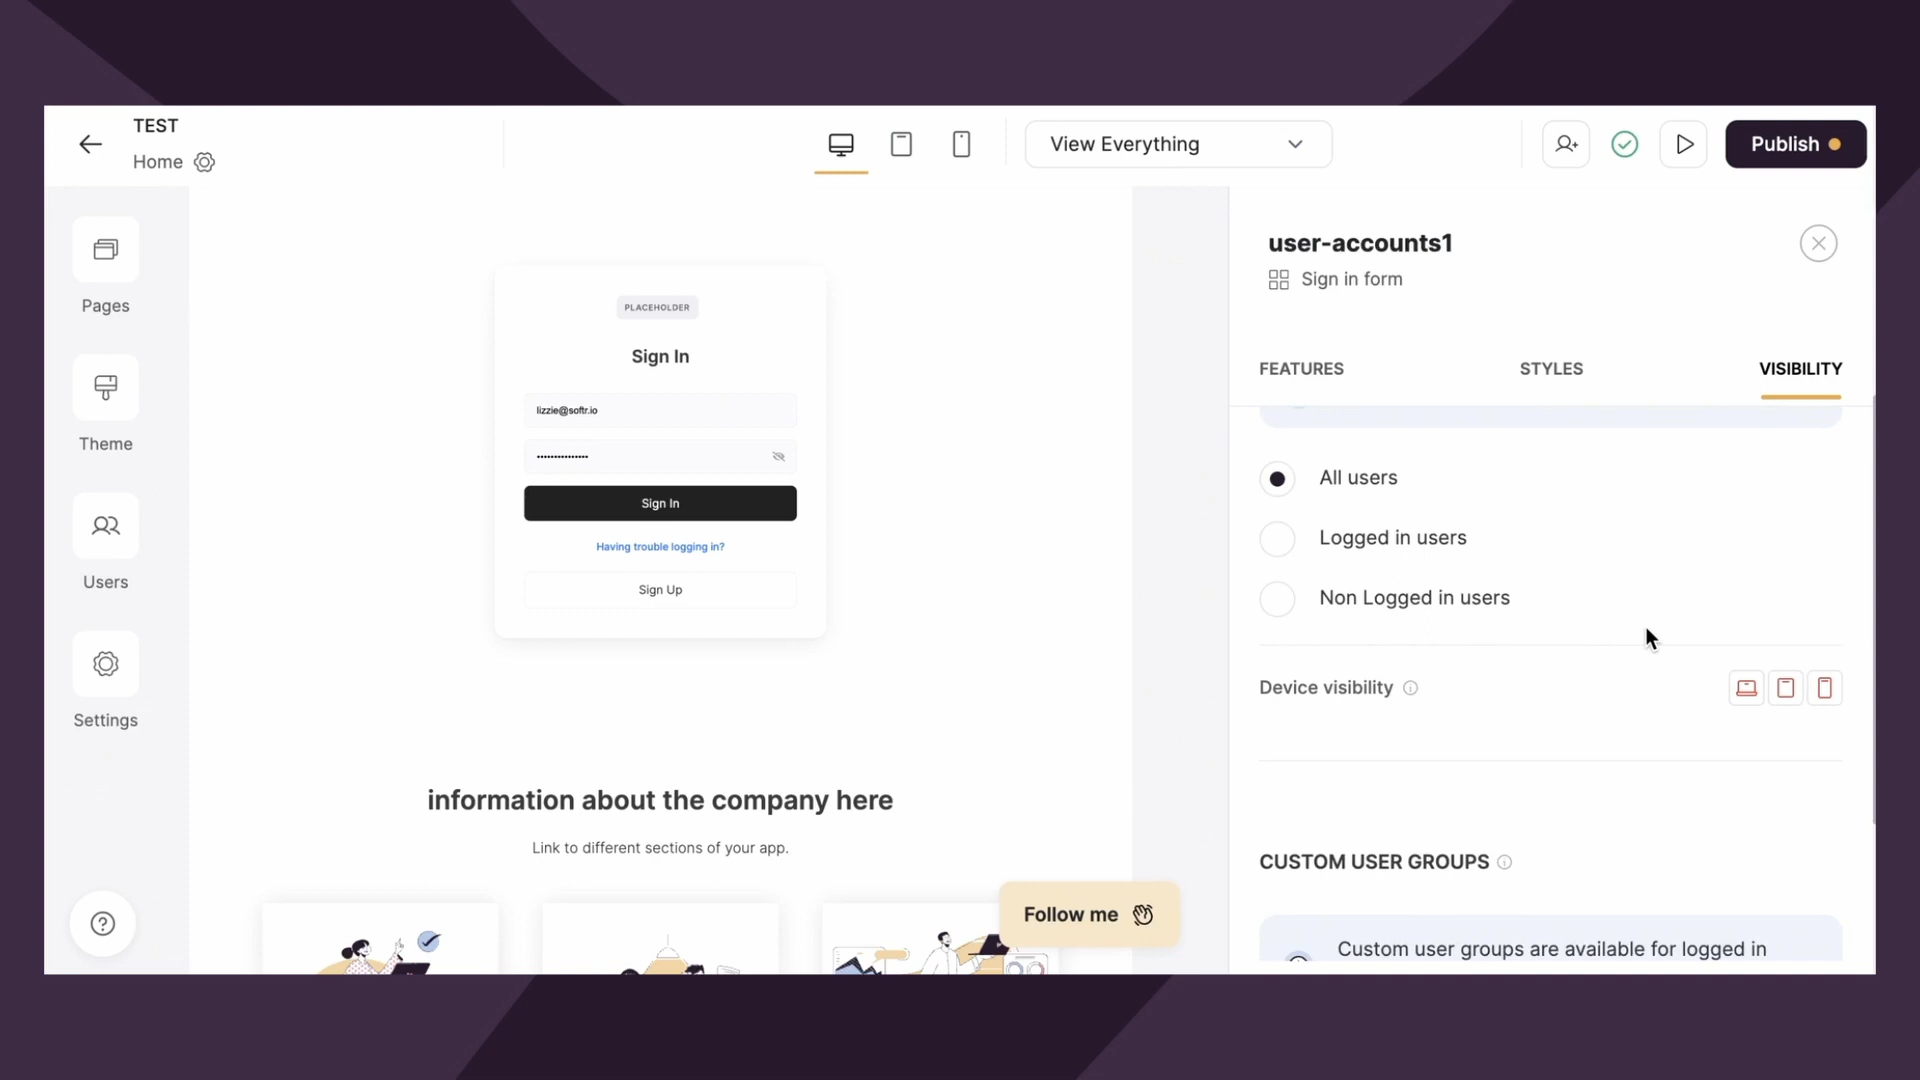 TEST
Home
View Everything
Publish
Pages
Theme
Users
Settings
PLACEHOLDER
Sign In
lizzie@softr.io
Sign In
Having trouble logging in?
Sign Up
information about the company here
Link to different sections of your app.
Follow me
user-accounts1
Sign in form
FEATURES
STYLES
VISIBILITY
All users
Logged in users
Non Logged in users
Device visibility
CUSTOM USER GROUPS
Custom user groups are available for logged in